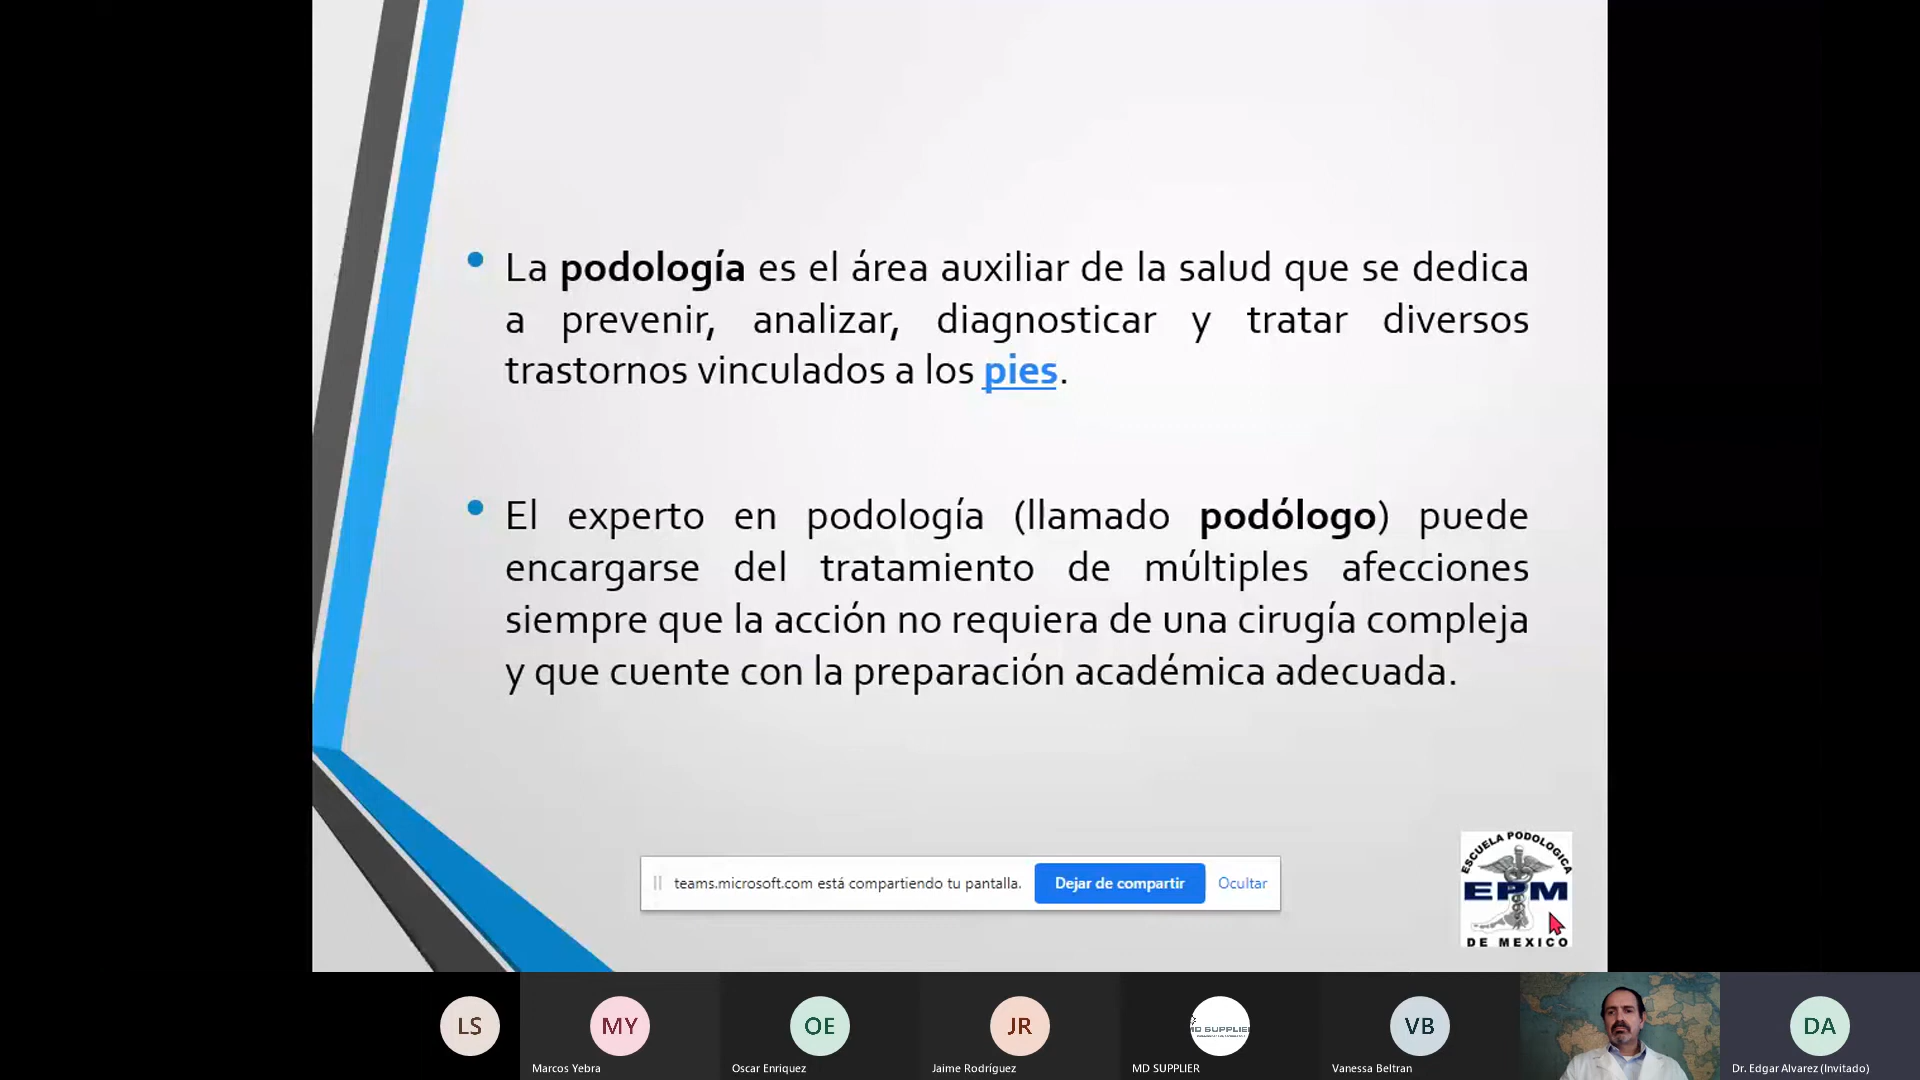 La podología es el área auxiliar de la salud que se dedica
a prevenir, analizar, diagnosticar y tratar diversos
trastornos vinculados a los pies.
El experto en podología (llamado podólogo) puede
encargarse del tratamiento de múltiples afecciones
siempre que la acción no requiera de una cirugía compleja
y que cuente con la preparación académica adecuada.
teams.microsoft.com está compartiendo tu pantalla.
Dejar de compartir
Ocultar
ESCUELA PODOLOGICA
EPM
DE MEXICO
LS
MY
OE
JR
MD SUPPLIER
VB
DA
Marcos Yebra
Oscar Enriquez
Jaime Rodríguez
MD SUPPLIER
Vanessa Beltran
Dr. Edgar Alvarez (Invitado)